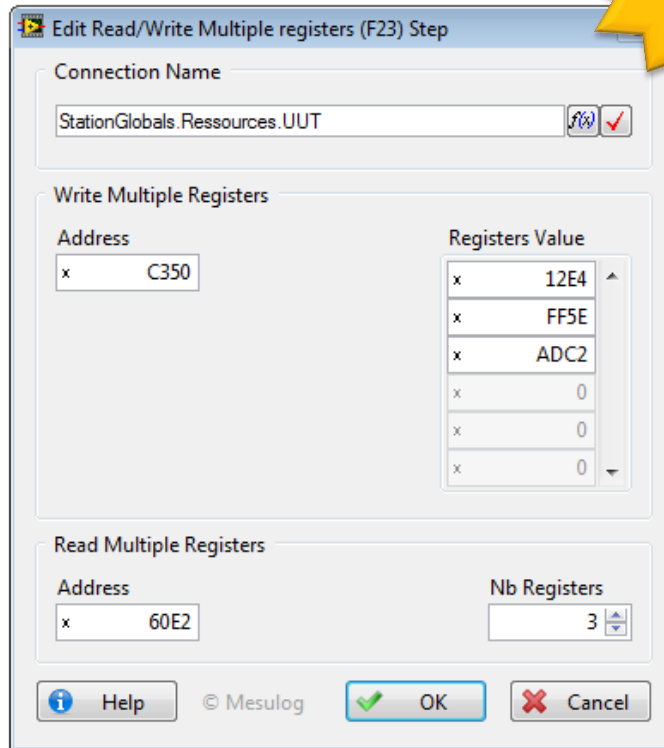 Edit Read/Write Multiple registers (F23) Step
Connection Name
StationGlobals.Ressources.UUT f(x)
Write Multiple Registers
Address Registers Value
x C350
x 12E4
x FF5E
x ADC2
x 0
x 0
x 0
Read Multiple Registers
Address Nb Registers
x 60E2 3
Help © Mesulog OK Cancel